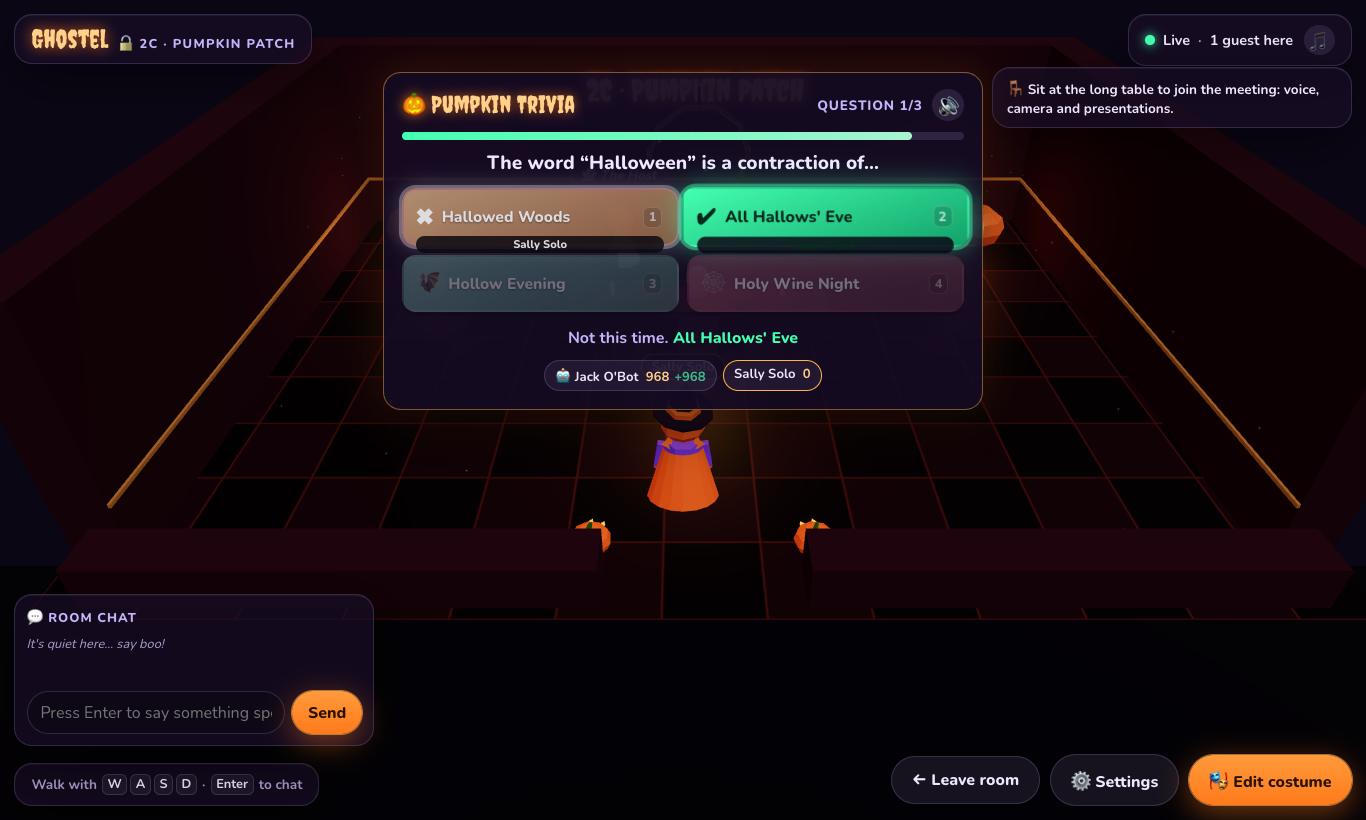 GHOSTEL 2C · PUMPKIN PATCH
Live · 1 guest here
Sit at the long table to join the meeting: voice,
camera and presentations.
2C · PUMPKIN PATCH
PUMPKIN TRIVIA
QUESTION 1/3
The word “Halloween” is a contraction of…
Hallowed Woods 1
Sally Solo
All Hallows' Eve 2
Hollow Evening 3
Holy Wine Night 4
Not this time. All Hallows' Eve
Jack O'Bot 968 +968
Sally Solo 0
ROOM CHAT
It's quiet here… say boo!
Press Enter to say something sp
Send
Walk with W A S D · Enter to chat
← Leave room
Settings
Edit costume